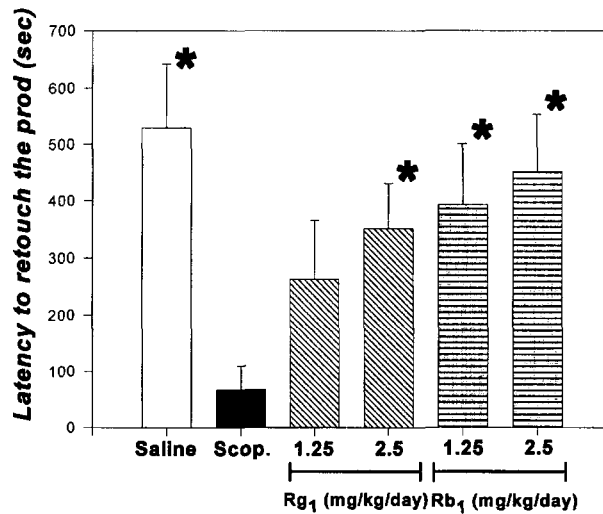 Latency to retouch the prod (sec)
700
600
500
400
300
200
100
0
* * * * 
Saline Scop. 1.25 2.5 1.25 2.5
Rg₁ (mg/kg/day) Rb₁ (mg/kg/day)